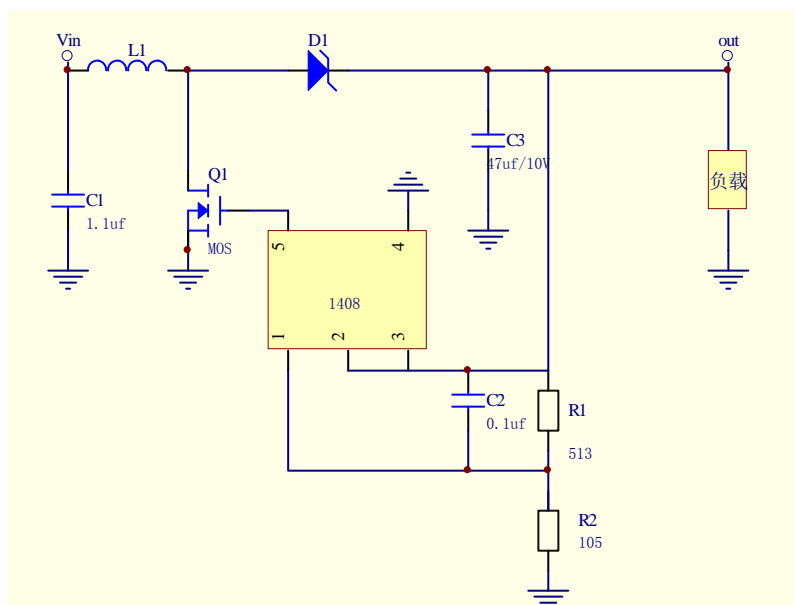 Vin
L1
D1
out
C1
1.1uf
Q1
MOS
C3
47uf/10V
负载
5
4
1408
1
2
3
C2
0.1uf
R1
513
R2
105